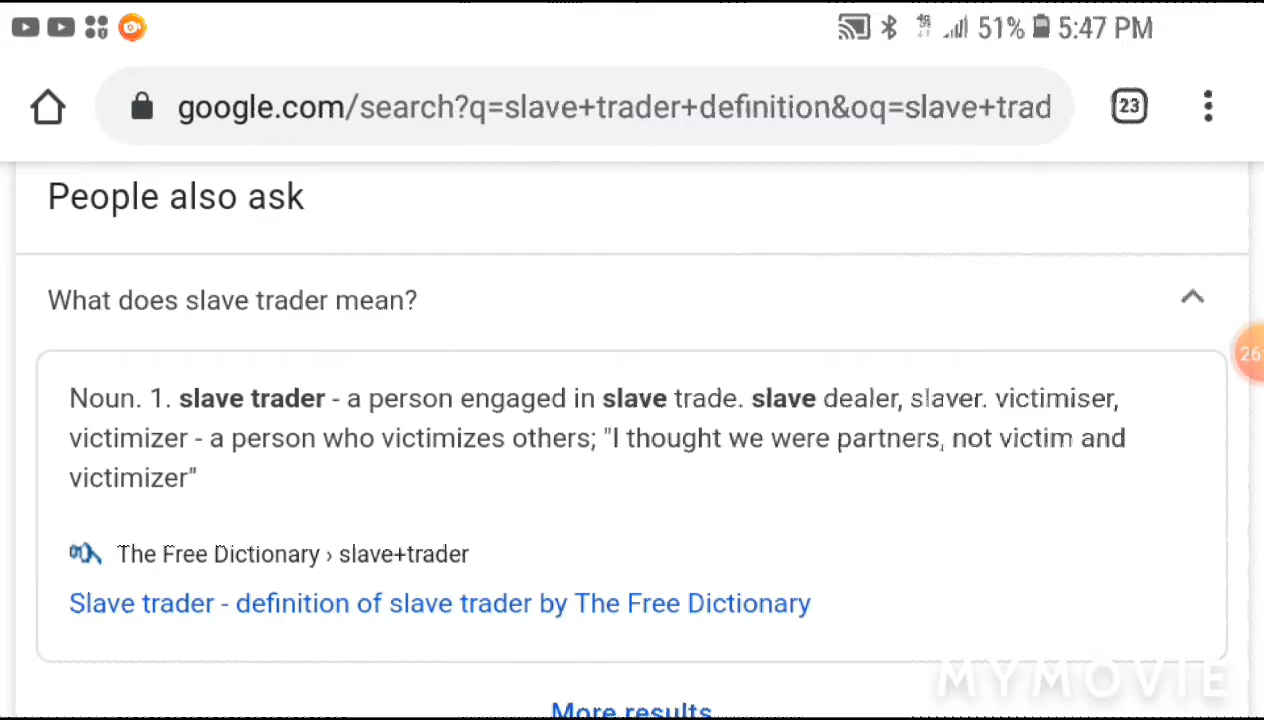 51% 5:47 PM
google.com/search?q=slave+trader+definition&oq=slave+trad
23
People also ask
What does slave trader mean?
Noun. 1. slave trader - a person engaged in slave trade. slave dealer, slaver. victimiser,
victimizer - a person who victimizes others; "I thought we were partners, not victim and
victimizer"
26
The Free Dictionary › slave+trader
Slave trader - definition of slave trader by The Free Dictionary
MYMOVIE
More results